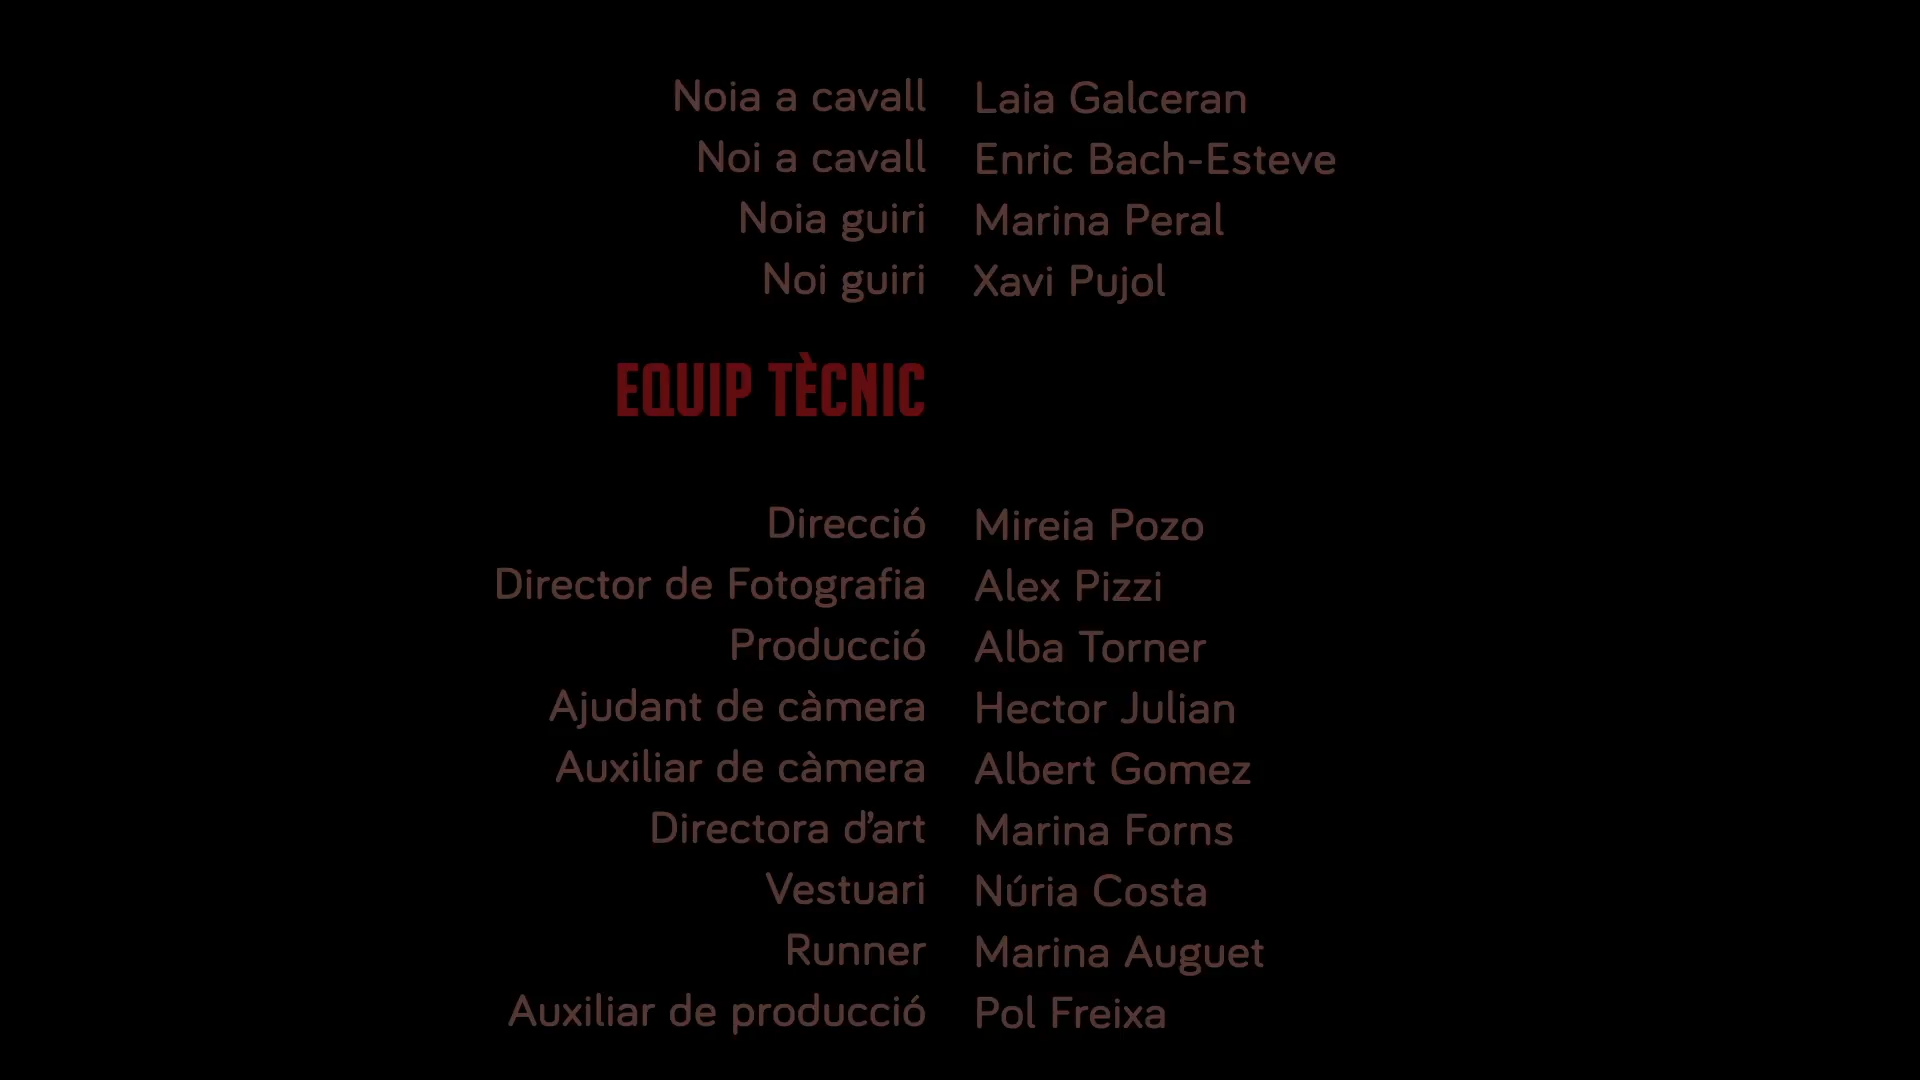 Noia a cavall Laia Galceran
Noi a cavall Enric Bach-Esteve
Noia guiri Marina Peral
Noi guiri Xavi Pujol
EQUIP TÈCNIC
Direcció Mireia Pozo
Director de Fotografia Alex Pizzi
Producció Alba Torner
Ajudant de càmera Hector Julian
Auxiliar de càmera Albert Gomez
Directora d’art Marina Forns
Vestuari Núria Costa
Runner Marina Auguet
Auxiliar de producció Pol Freixa